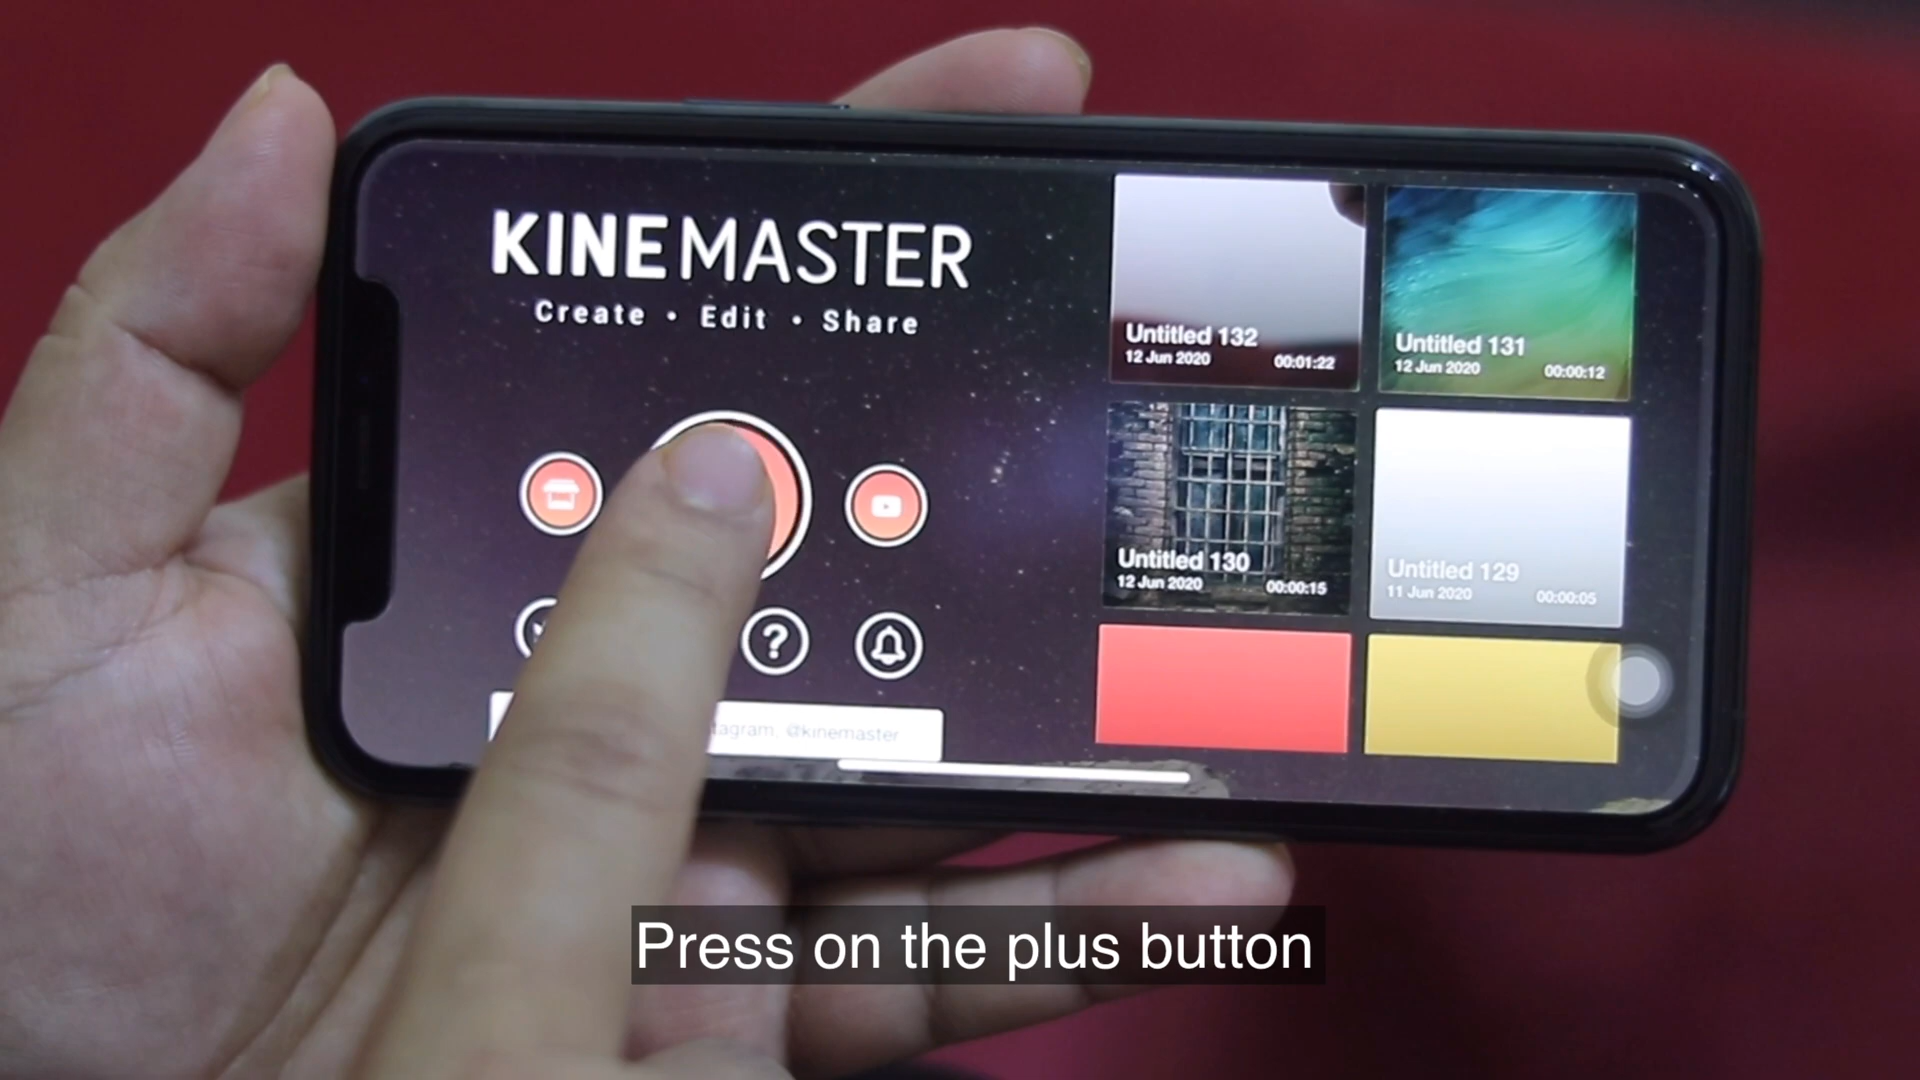 KINEMASTER
Create • Edit • Share
Untitled 132
12 Jun 2020 00:01:22
Untitled 131
12 Jun 2020 00:00:12
Untitled 130
12 Jun 2020 00:00:15
Untitled 129
11 Jun 2020 00:00:05
?
@kinemaster
Press on the plus button